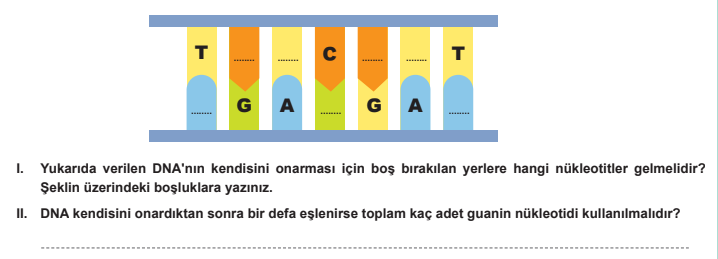 T ........ ........ C ........ ........ T
........ G A ........ G A ........
I. Yukarıda verilen DNA'nın kendisini onarması için boş bırakılan yerlere hangi nükleotitler gelmelidir?
Şeklin üzerindeki boşluklara yazınız.
II. DNA kendisini onardıktan sonra bir defa eşlenirse toplam kaç adet guanin nükleotidi kullanılmalıdır?